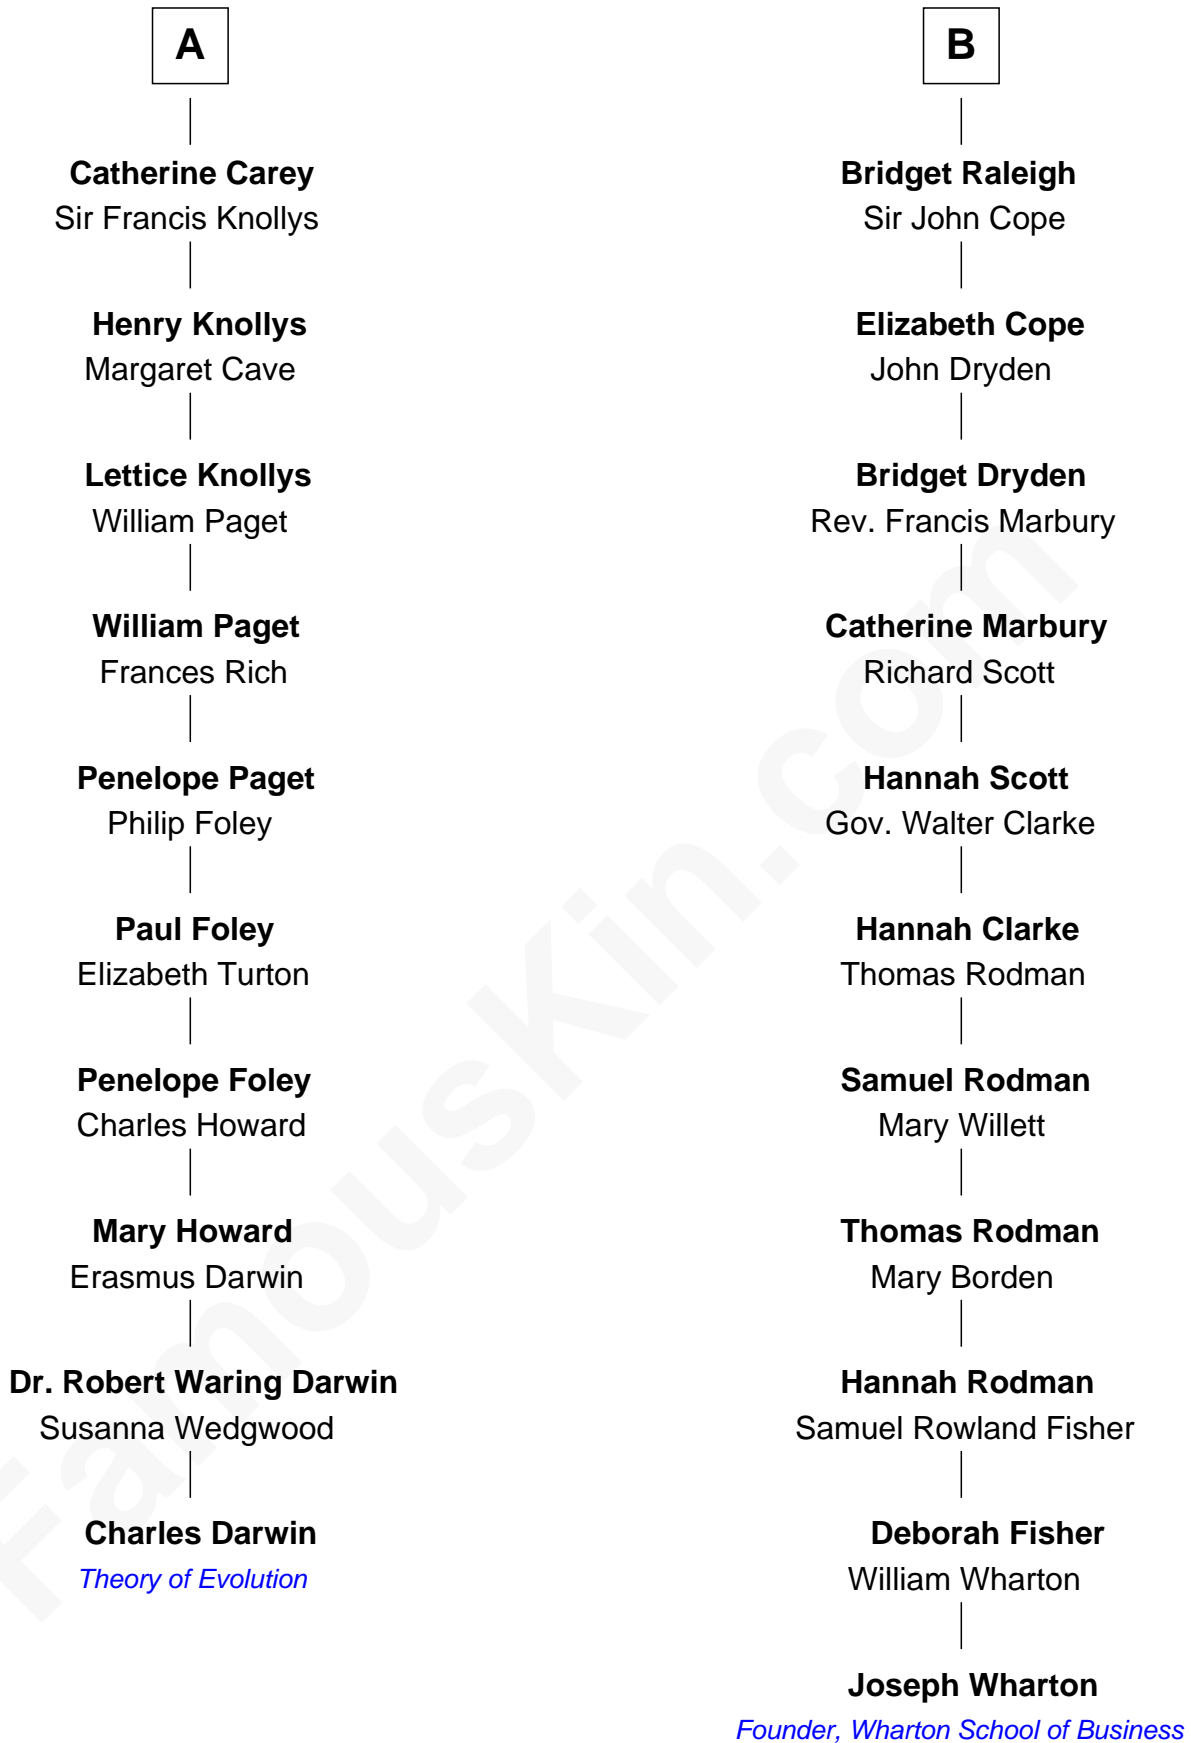 A
Catherine Carey
Sir Francis Knollys
Henry Knollys
Margaret Cave
Lettice Knollys
William Paget
William Paget
Frances Rich
Penelope Paget
Philip Foley
Paul Foley
Elizabeth Turton
Penelope Foley
Charles Howard
Mary Howard
Erasmus Darwin
Dr. Robert Waring Darwin
Susanna Wedgwood
Charles Darwin
Theory of Evolution
B
Bridget Raleigh
Sir John Cope
Elizabeth Cope
John Dryden
Bridget Dryden
Rev. Francis Marbury
Catherine Marbury
Richard Scott
Hannah Scott
Gov. Walter Clarke
Hannah Clarke
Thomas Rodman
Samuel Rodman
Mary Willett
Thomas Rodman
Mary Borden
Hannah Rodman
Samuel Rowland Fisher
Deborah Fisher
William Wharton
Joseph Wharton
Founder, Wharton School of Business
FamousKin.com